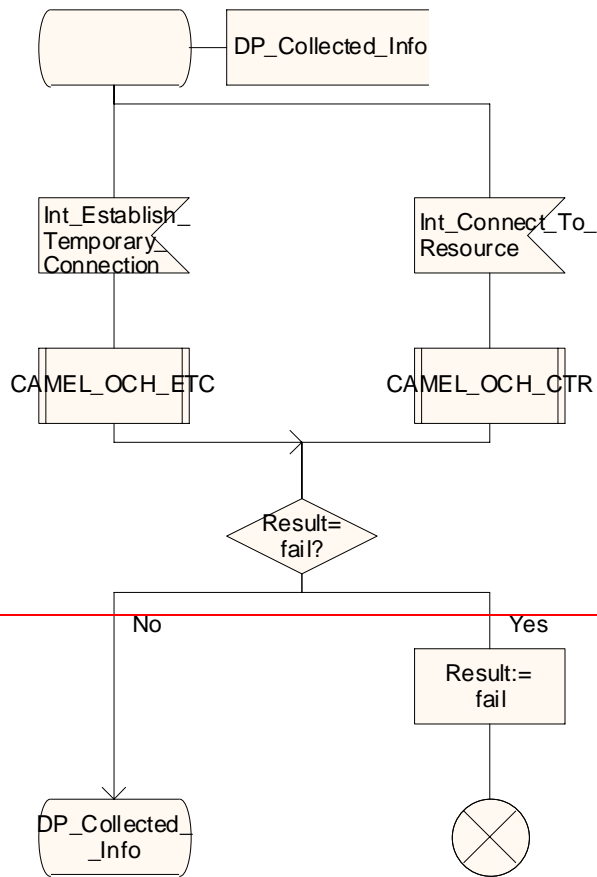 DP_Collected_Info
Int_Establish_
Temporary_
Connection
Int_Connect_To_
Resource
CAMEL_OCH_ETC
CAMEL_OCH_CTR
Result=
fail?
No
Yes
Result:=
fail
DP_Collected_
_Info